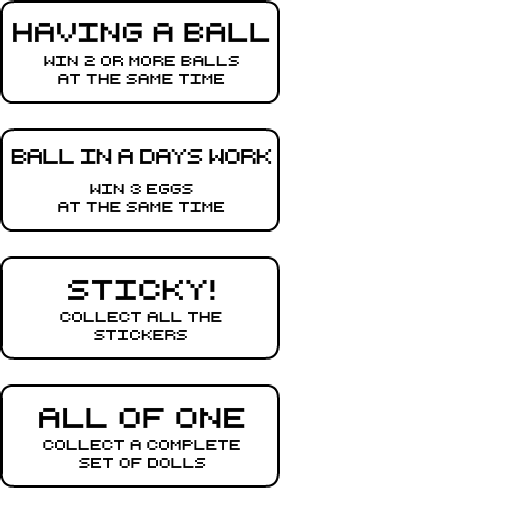 HAVING A BALL
WIN 2 OR MORE BALLS
AT THE SAME TIME
BALL IN A DAYS WORK
WIN 3 EGGS
AT THE SAME TIME
STICKY!
COLLECT ALL THE
STICKERS
ALL OF ONE
COLLECT A COMPLETE
SET OF DOLLS